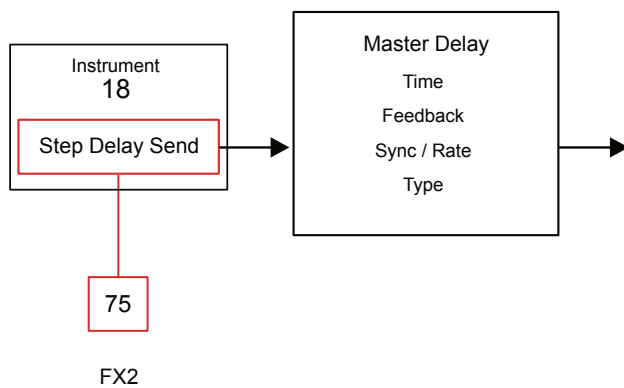 Instrument
18
Step Delay Send
Master Delay
Time
Feedback
Sync / Rate
Type
75
FX2